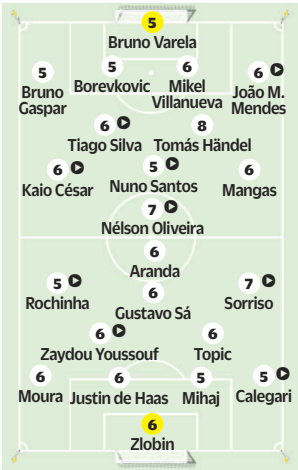 5
Bruno Varela
5 5 6 6
Bruno Gaspar Borevkovic Mikel Villanueva João M. Mendes
6 8
Tiago Silva Tomás Händel
6 5 6
Kaio César Nuno Santos Mangas
7
Nélson Oliveira
6
Aranda
5 6 7
Rochinha Gustavo Sá Sorriso
6 6
Zaydou Youssouf Topic
6 6 5 5
Moura Justin de Haas Mihaj Calegari
6
Zlobin